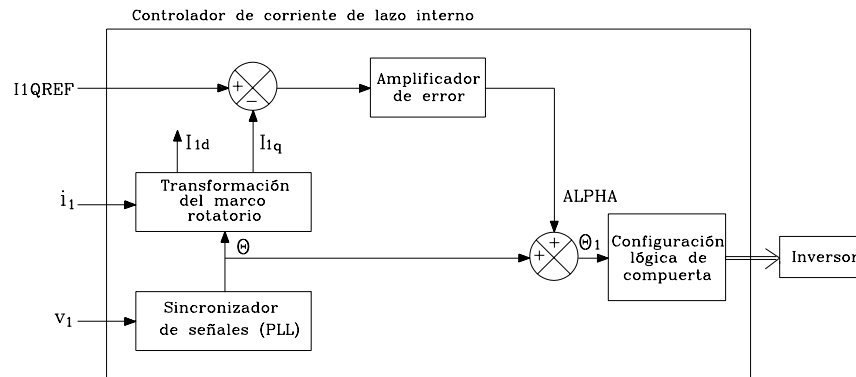 Controlador de corriente de lazo interno
I1QREF
+
−
Amplificador
de error
I1d
I1q
i1
Transformación
del marco
rotatorio
ALPHA
Θ
+
+
Θ1
Configuración
lógica de
compuerta
Inversor
v1
Sincronizador
de señales (PLL)